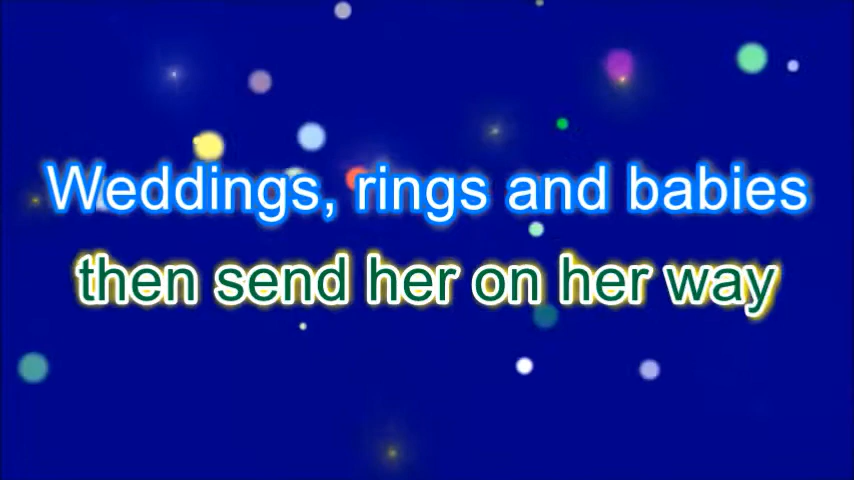 Weddings, rings and babies
then send her on her way